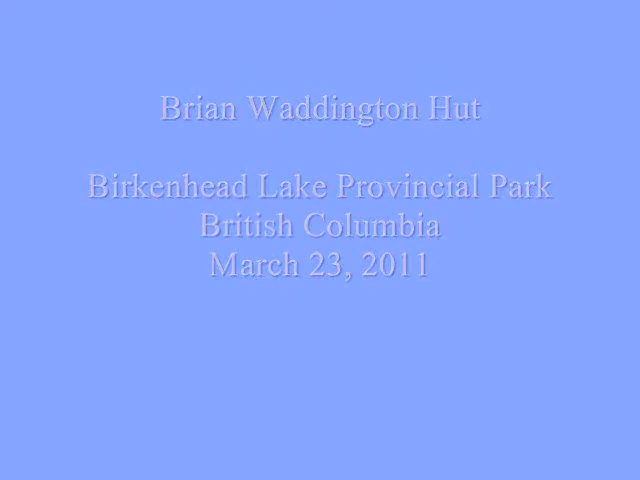 Brian Waddington Hut
Birkenhead Lake Provincial Park
British Columbia
March 23, 2011